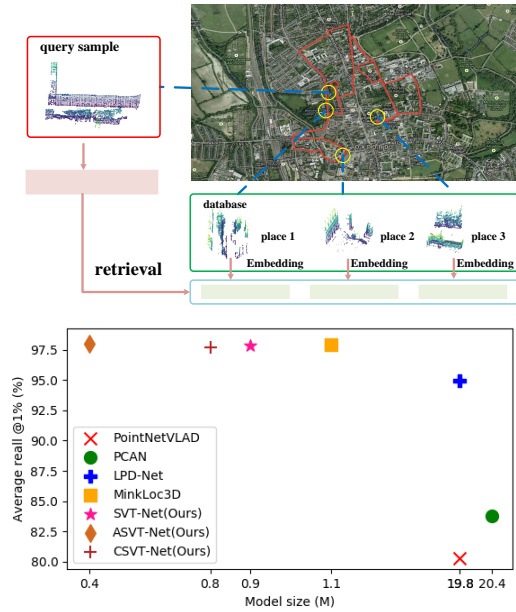 query sample
database
place 1
place 2
place 3
Embedding
Embedding
Embedding
retrieval
Average reall @1% (%)
97.5
95.0
92.5
90.0
87.5
85.0
82.5
80.0
PointNetVLAD
PCAN
LPD-Net
MinkLoc3D
SVT-Net(Ours)
ASVT-Net(Ours)
CSVT-Net(Ours)
0.4
0.8
0.9
1.1
19.8
20.4
Model size (M)